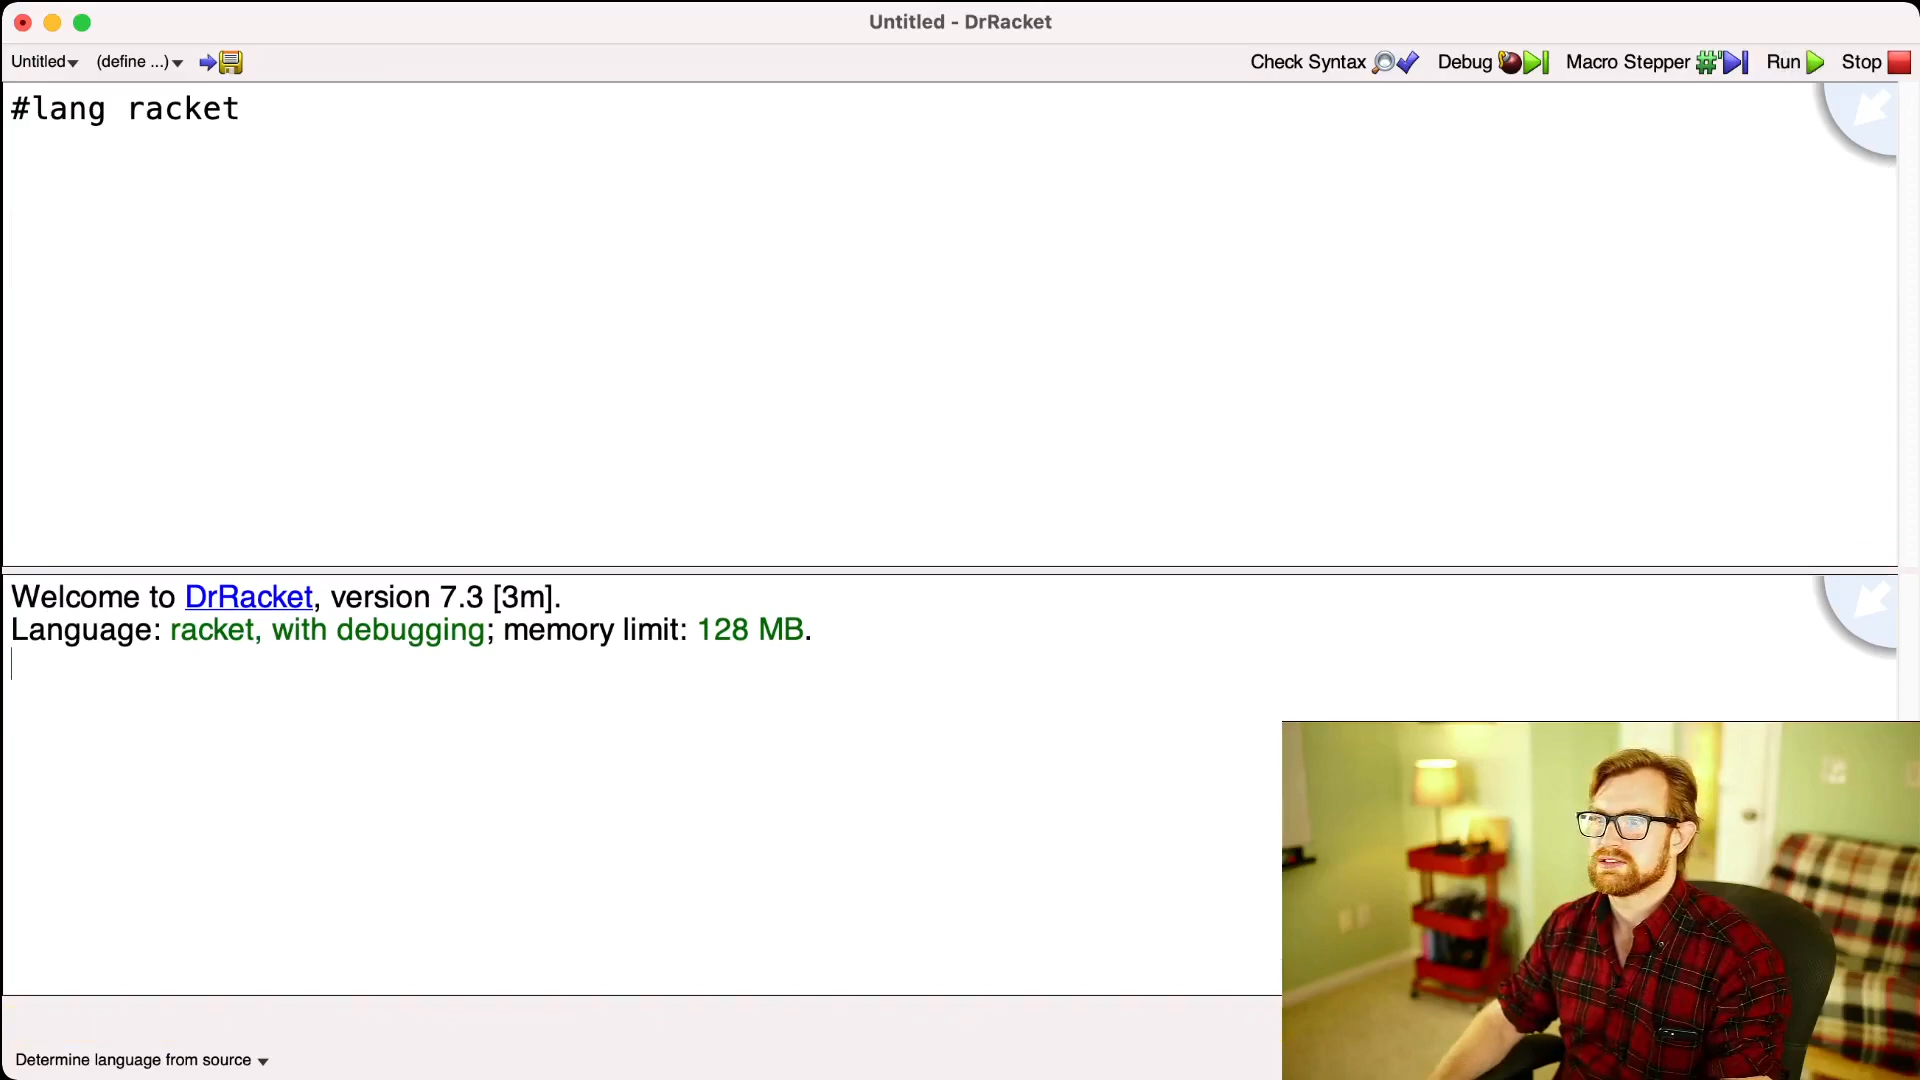 Untitled - DrRacket
Untitled (define ...) Check Syntax Debug Macro Stepper Run Stop
#lang racket
Welcome to DrRacket, version 7.3 [3m].
Language: racket, with debugging; memory limit: 128 MB.
Determine language from source